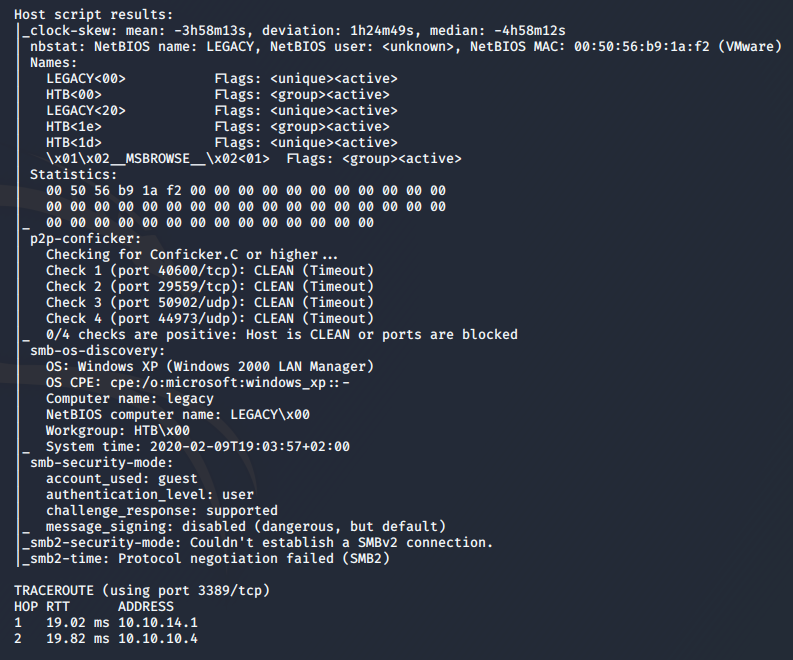 Host script results:
|_clock-skew: mean: -3h58m13s, deviation: 1h24m49s, median: -4h58m12s
| nbstat: NetBIOS name: LEGACY, NetBIOS user: <unknown>, NetBIOS MAC: 00:50:56:b9:1a:f2 (VMware)
| Names:
|   LEGACY<00>           Flags: <unique><active>
|   HTB<00>              Flags: <group><active>
|   LEGACY<20>           Flags: <unique><active>
|   HTB<1e>              Flags: <group><active>
|   HTB<1d>              Flags: <unique><active>
|   \x01\x02__MSBROWSE__\x02<01>  Flags: <group><active>
| Statistics:
|   00 50 56 b9 1a f2 00 00 00 00 00 00 00 00 00 00 00
|   00 00 00 00 00 00 00 00 00 00 00 00 00 00 00 00 00
|_  00 00 00 00 00 00 00 00 00 00 00 00 00 00
| p2p-conficker:
|   Checking for Conficker.C or higher...
|   Check 1 (port 40600/tcp): CLEAN (Timeout)
|   Check 2 (port 29559/tcp): CLEAN (Timeout)
|   Check 3 (port 50902/udp): CLEAN (Timeout)
|   Check 4 (port 44973/udp): CLEAN (Timeout)
|_  0/4 checks are positive: Host is CLEAN or ports are blocked
| smb-os-discovery:
|   OS: Windows XP (Windows 2000 LAN Manager)
|   OS CPE: cpe:/o:microsoft:windows_xp::-
|   Computer name: legacy
|   NetBIOS computer name: LEGACY\x00
|   Workgroup: HTB\x00
|_  System time: 2020-02-09T19:03:57+02:00
| smb-security-mode:
|   account_used: guest
|   authentication_level: user
|   challenge_response: supported
|_  message_signing: disabled (dangerous, but default)
|_smb2-security-mode: Couldn't establish a SMBv2 connection.
|_smb2-time: Protocol negotiation failed (SMB2)
TRACEROUTE (using port 3389/tcp)
HOP RTT      ADDRESS
1   19.02 ms 10.10.14.1
2   19.82 ms 10.10.10.4